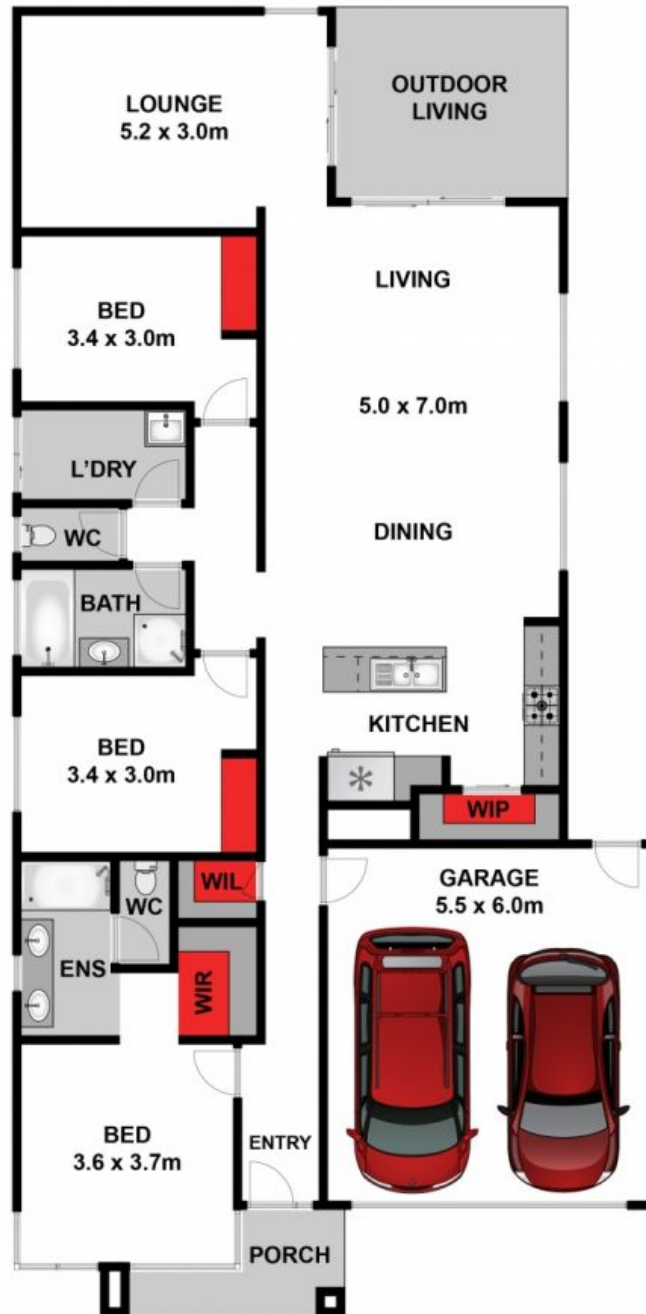 LOUNGE
5.2 x 3.0m
OUTDOOR
LIVING
LIVING
BED
3.4 x 3.0m
5.0 x 7.0m
L'DRY
WC
DINING
BATH
KITCHEN
BED
3.4 x 3.0m
WIP
WIL
WC
GARAGE
5.5 x 6.0m
ENS
WIR
BED
3.6 x 3.7m
ENTRY
PORCH